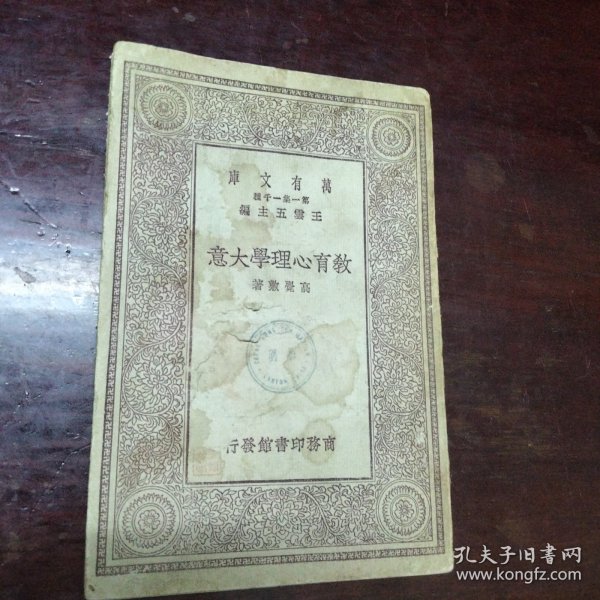 萬有文庫
第一集一千種
王雲五主編
教育心理學大意
高覺敷著
商務印書館發行
孔夫子旧书网
www.kongfz.com